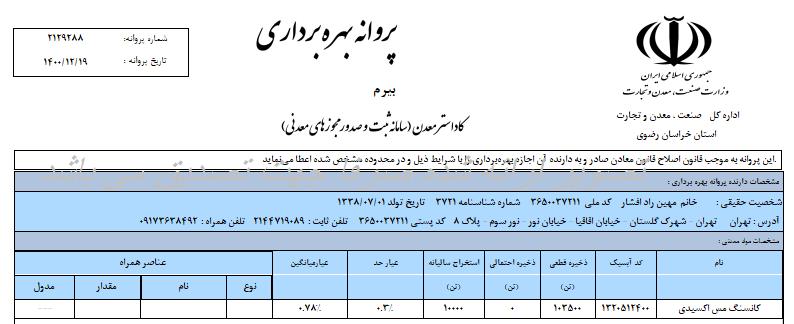 جمهوری اسلامی ایران
وزارت صنعت، معدن و تجارت
اداره کل صنعت، معدن و تجارت
استان خراسان رضوی
پروانه بهره برداری
بیرم
کاداستر معدن (سامانه ثبت و صدور مجوزهای معدنی)
شماره پروانه: ۲۱۲۹۲۸۸
تاریخ پروانه : ۱۴۰۰/۱۲/۱۹
این پروانه به موجب قانون اصلاح قانون معادن صادر و به دارنده آن اجازه بهره‌برداری با شرایط ذیل و در محدوده مشخص شده اعطا می‌نماید.
مشخصات دارنده پروانه بهره برداری :
شخصیت حقیقی : خانم مهین راد افشار کد ملی ۳۶۵۰۰۳۷۲۱۱ شماره شناسنامه ۳۷۲۱ تاریخ تولد ۱۳۳۸/۰۷/۰۱
آدرس : تهران تهران - شهرک گلستان - خیابان اقاقیا - خیابان نور - نور سوم - پلاک ۸ کد پستی ۳۶۵۰۰۳۷۲۱۱ تلفن ثابت : ۲۱۴۴۷۱۹۰۸۹ تلفن همراه : ۰۹۱۷۳۶۳۸۴۹۲
مشخصات مواد معدنی :
نام کد آیسیک ذخیره قطعی (تن) ذخیره احتمالی (تن) استخراج سالیانه (تن) عیار حد عیارمیانگین عناصر همراه
نوع نام مقدار مدول
کانسنگ مس اکسیدی ۱۳۲۰۵۱۲۴۰۰ ۱۰۳۵۰۰ ۰ ۱۰۰۰۰ ۰.۳٪ ۰.۷۸٪ ----